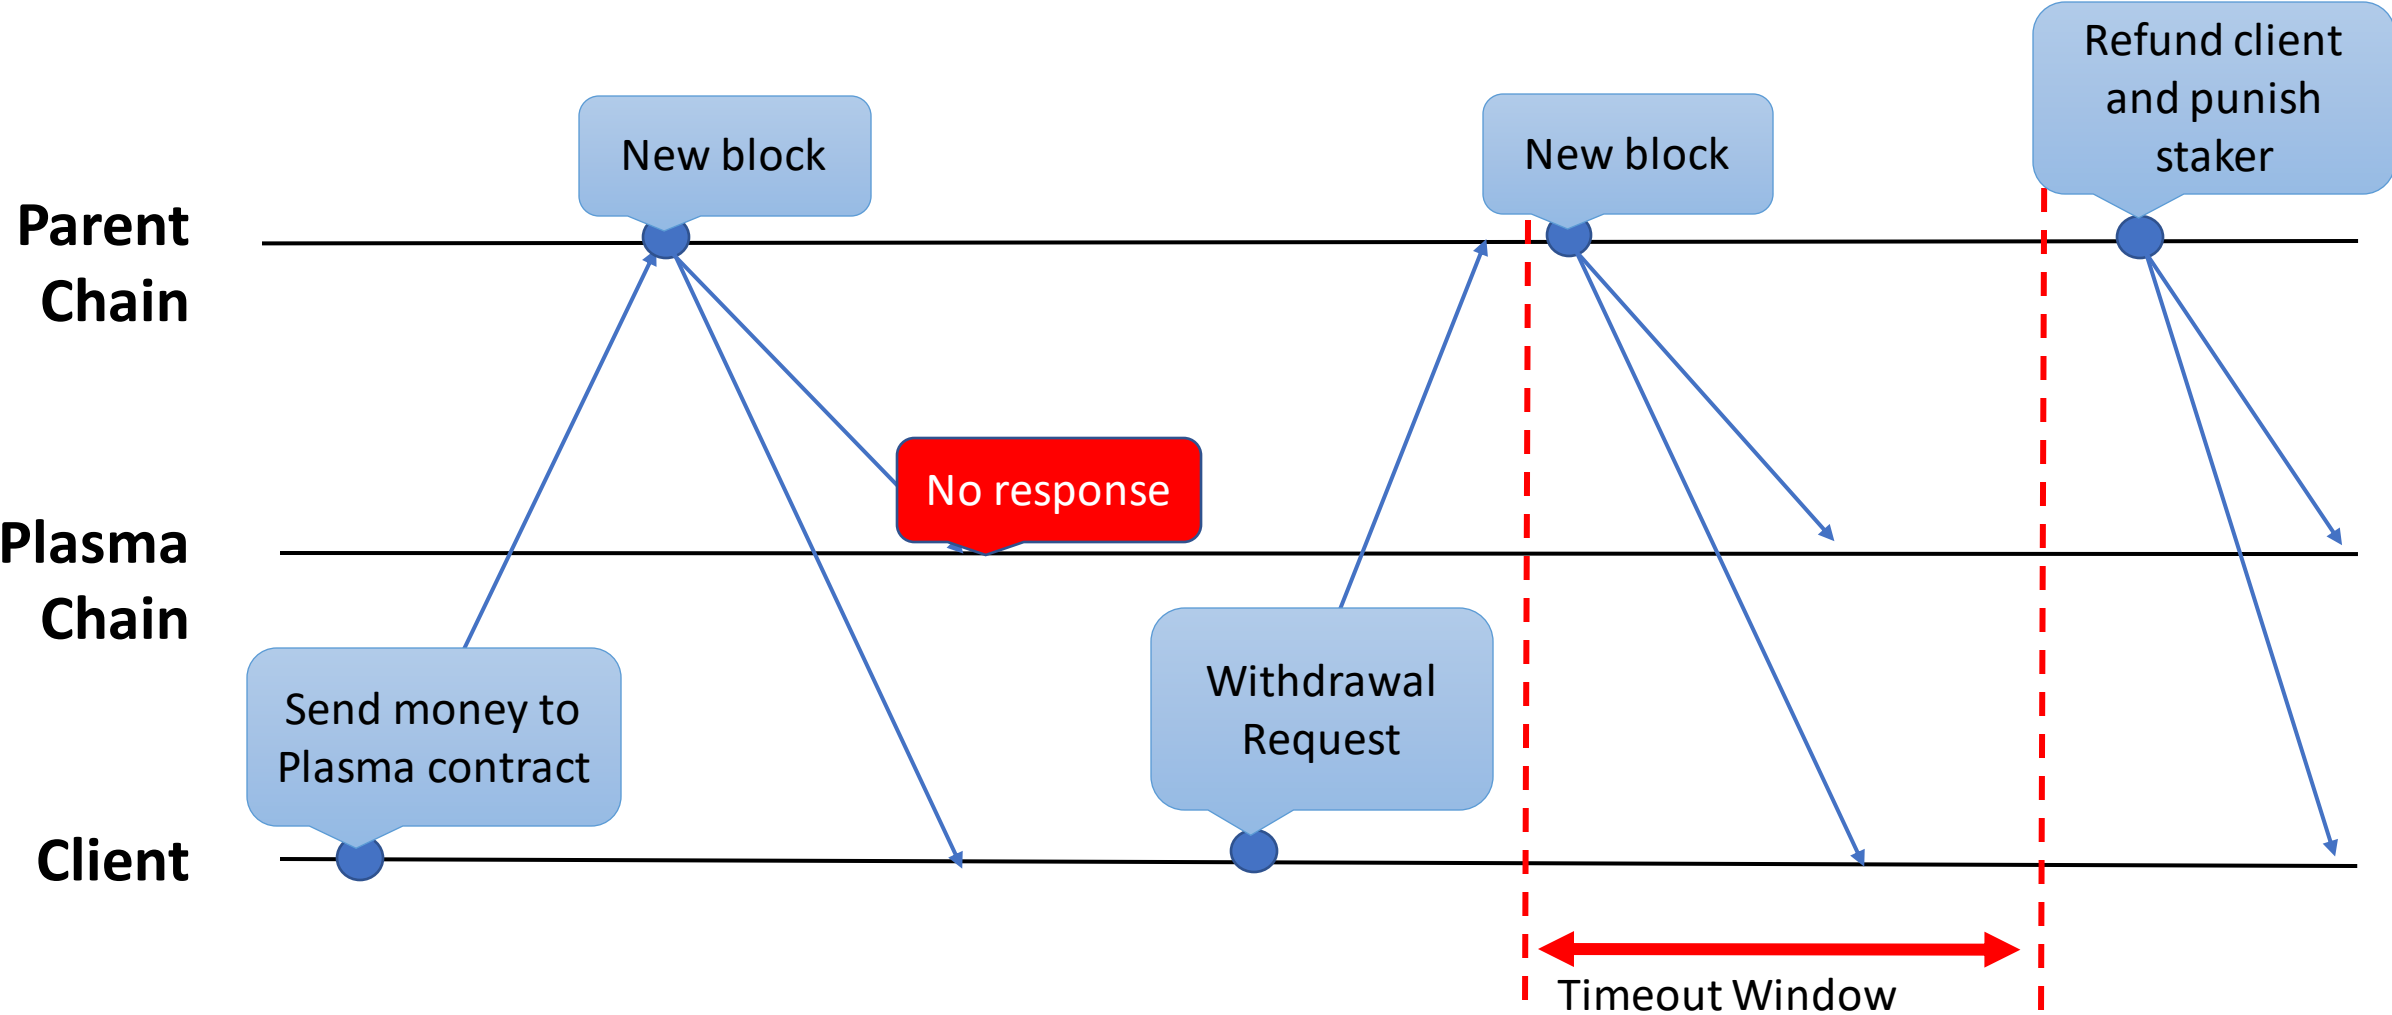 Refund client
and punish
staker
New block
New block
Parent
Chain
No response
Plasma
Chain
Send money to
Plasma contract
Withdrawal
Request
Client
Timeout Window